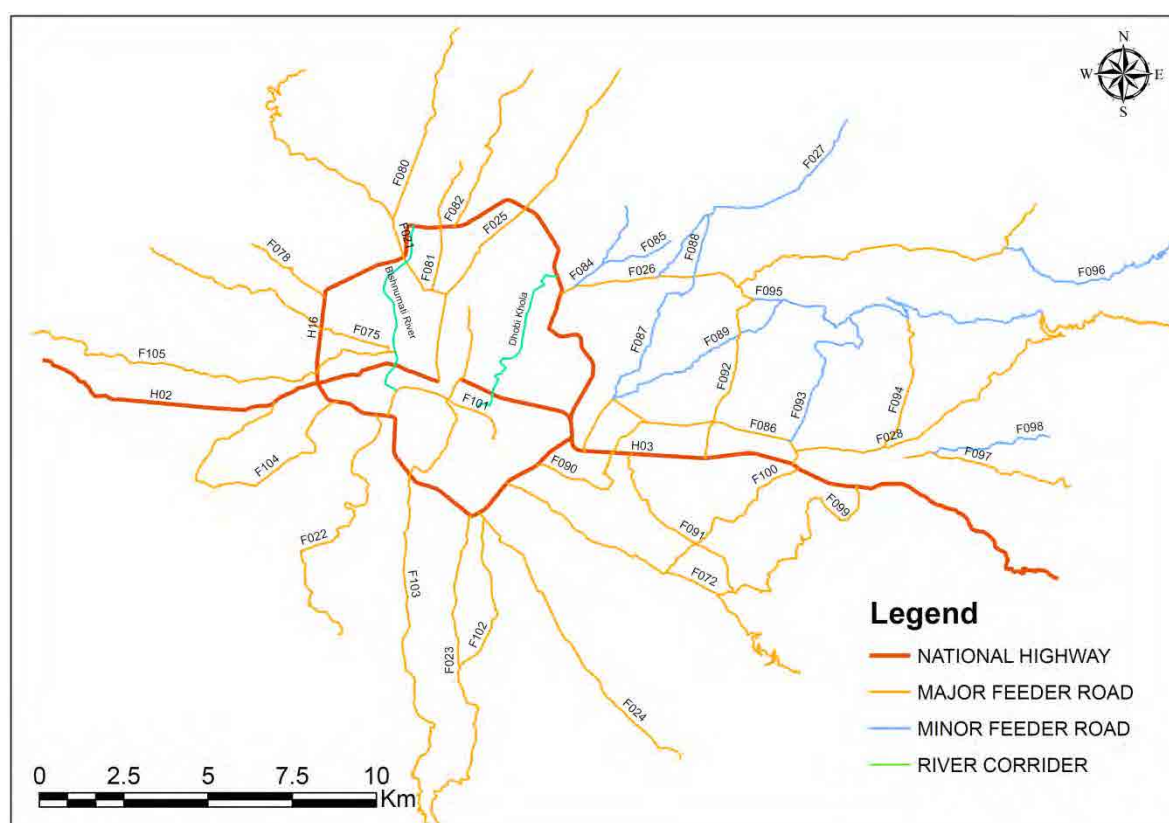 N
W E
S
F027
F080
F082
F085
F025
F021
F088
F078
F081
F084
F026
F096
Bishnumati River
F095
Dhobi Khola
H16
F075
F087
F089
F105
F092
H02
F101
F093
F094
F086
F098
F028
H03
F104
F090
F100
F097
F099
F091
F022
F072
F103
F102
F023
F024
Legend
NATIONAL HIGHWAY
MAJOR FEEDER ROAD
MINOR FEEDER ROAD
RIVER CORRIDER
0 2.5 5 7.5 10
Km